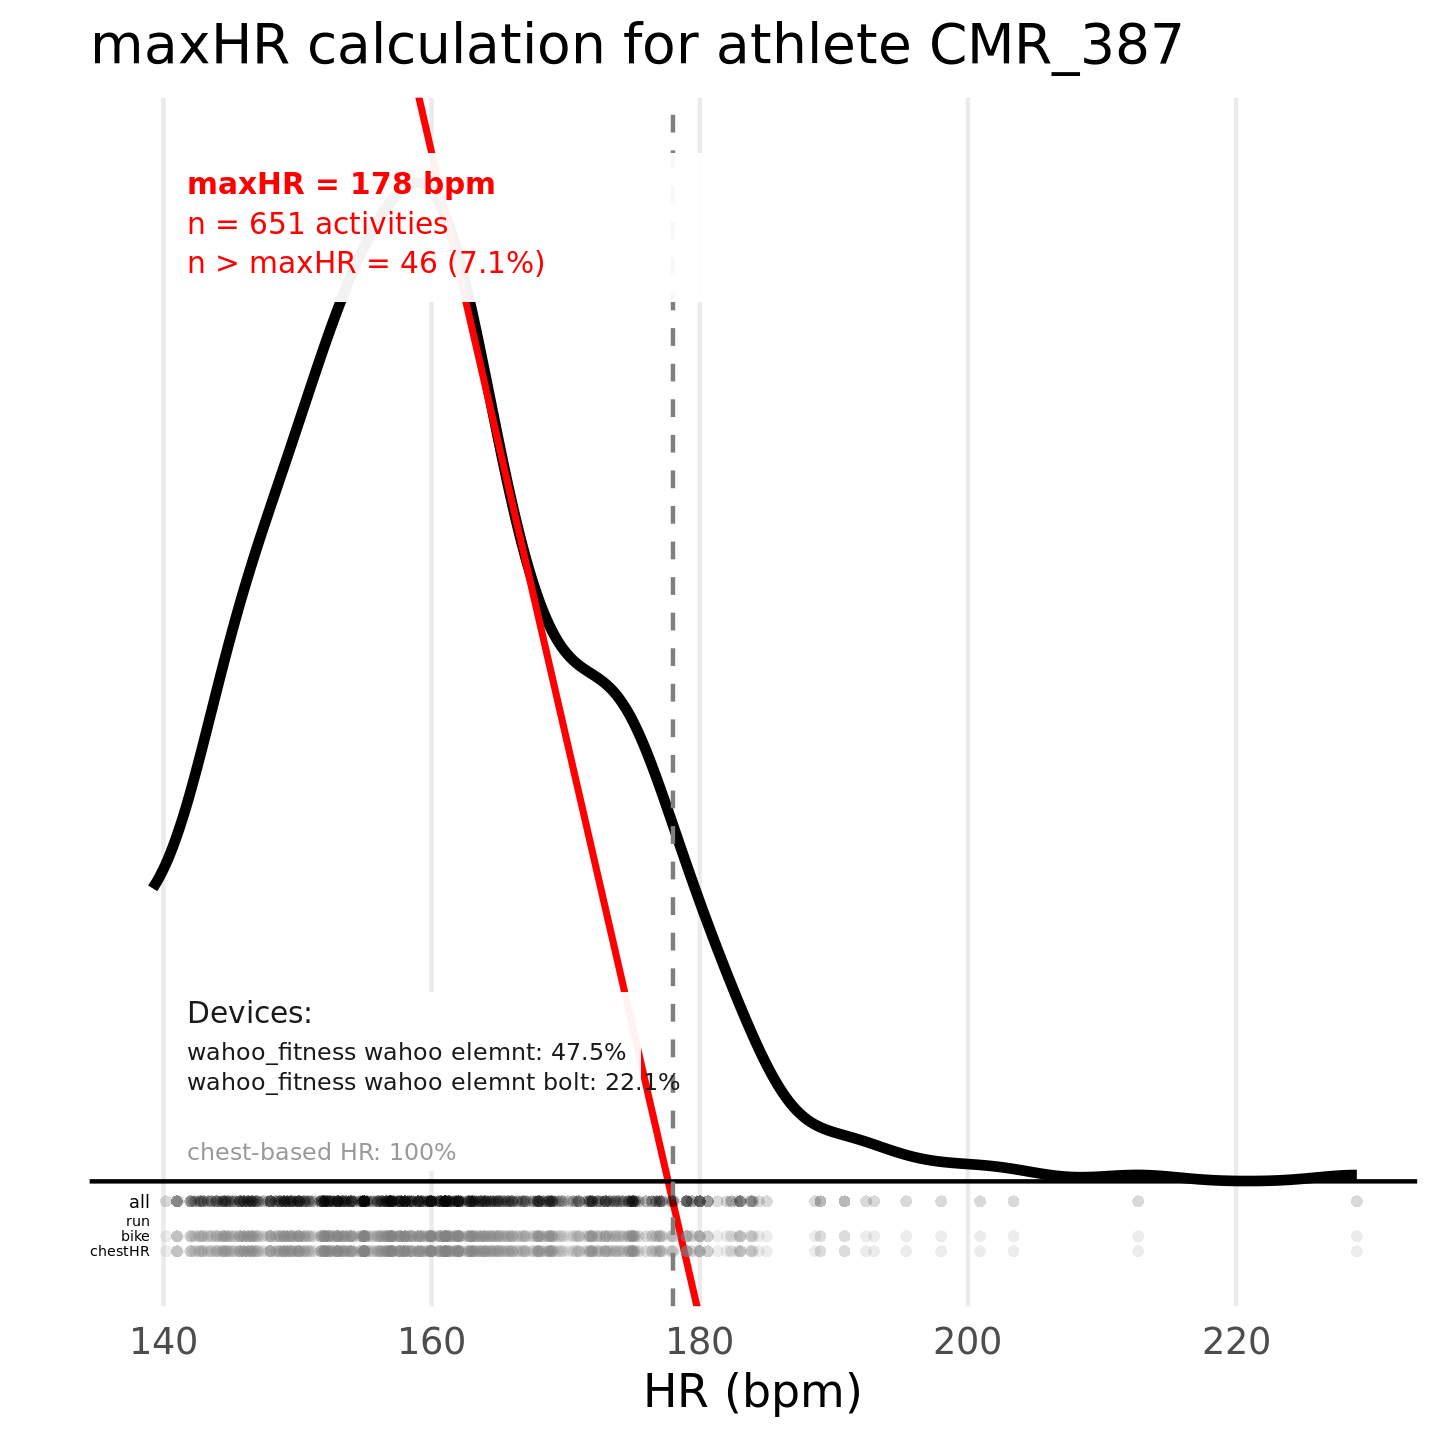 maxHR calculation for athlete CMR_387
maxHR = 178 bpm
n = 651 activities
n > maxHR = 46 (7.1%)
Devices:
wahoo_fitness wahoo elemnt: 47.5%
wahoo_fitness wahoo elemnt bolt: 22.1%
chest-based HR: 100%
all
run
bike
chestHR
140 160 180 200 220
HR (bpm)